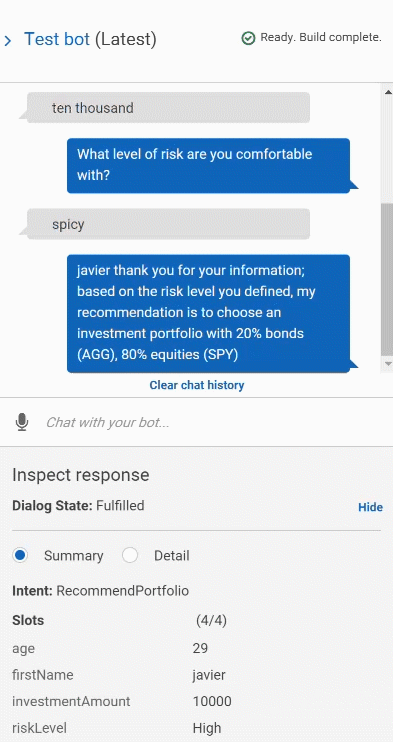 Test bot (Latest)
Ready. Build complete.
ten thousand
What level of risk are you comfortable
with?
spicy
javier thank you for your information;
based on the risk level you defined, my
recommendation is to choose an
investment portfolio with 20% bonds
(AGG), 80% equities (SPY)
Clear chat history
Chat with your bot...
Inspect response
Dialog State: Fulfilled
Hide
Summary Detail
Intent: RecommendPortfolio
Slots (4/4)
age 29
firstName javier
investmentAmount 10000
riskLevel High